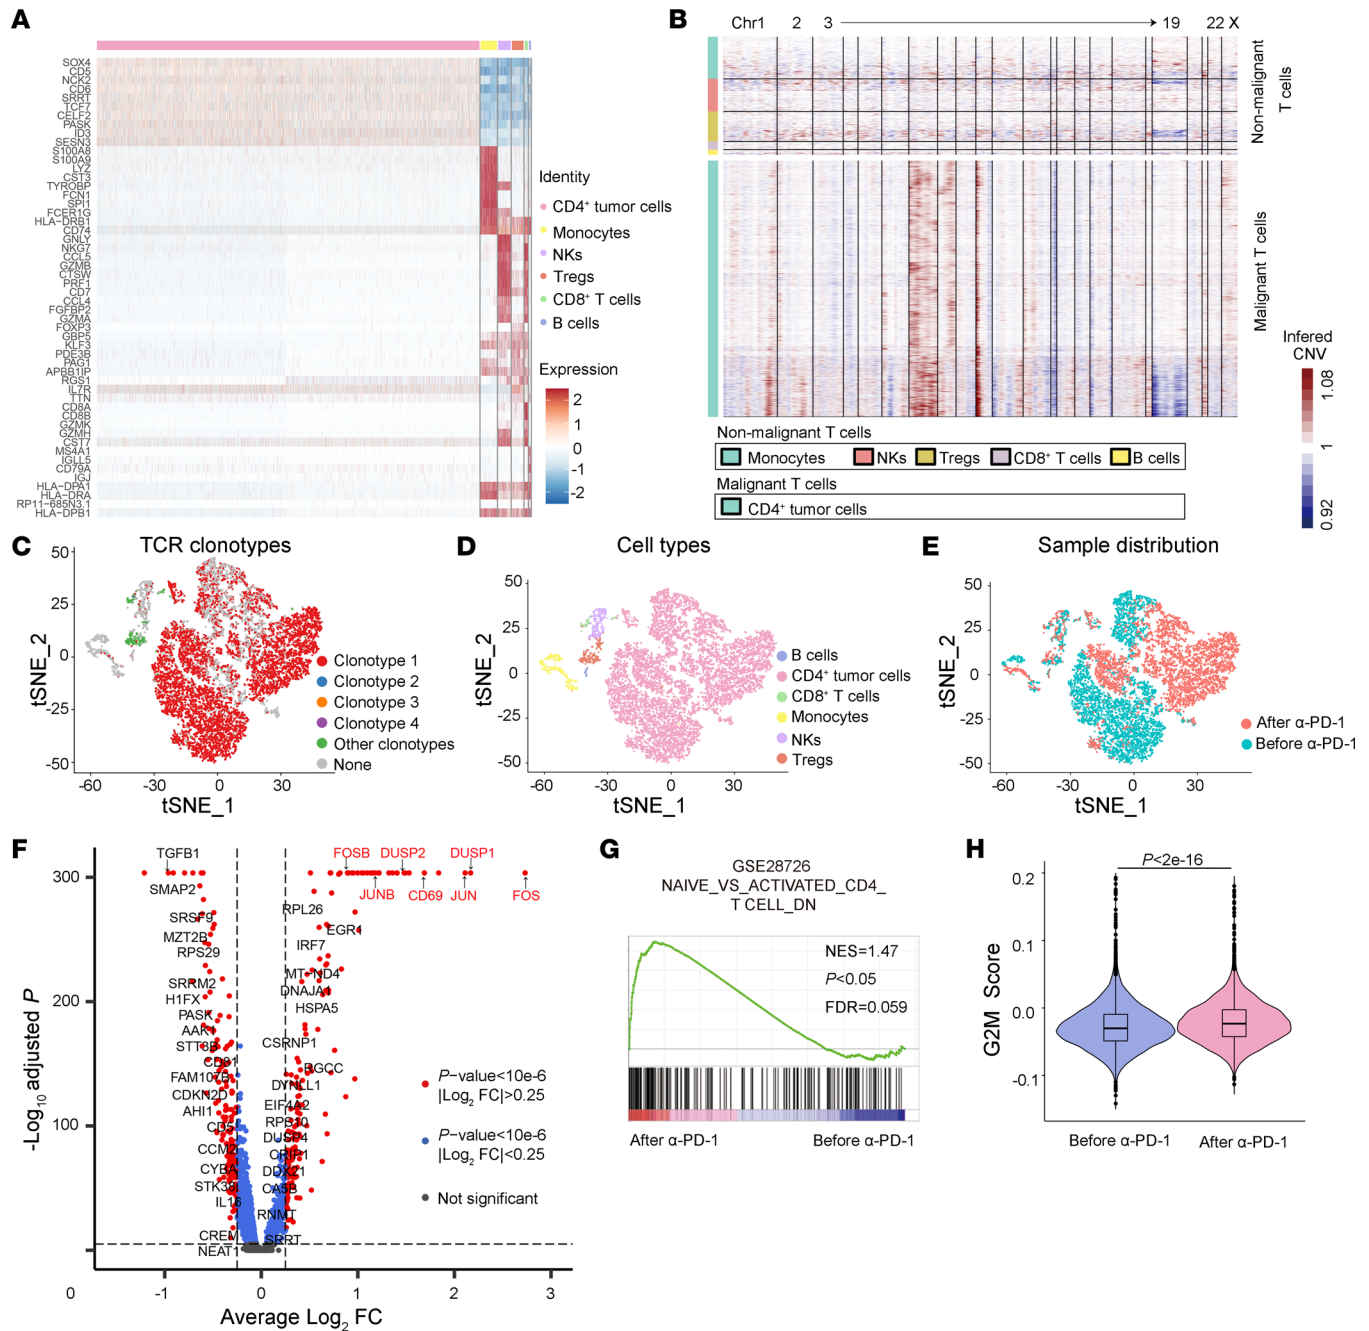 A
SOX4
CD5
NCK2
CD6
SRRT
TCF7
CELF2
PASK
ID3
SESN3
S100A8
S100A9
LYZ
CST3
TYROBP
FCN1
SPI1
FCER1G
HLA−DRB1
CD74
GNLY
NKG7
CCL5
GZMB
CTSW
PRF1
CD7
CCL4
FGFBP2
GZMA
FOXP3
GBP5
KLF3
PDE3B
PAG1
APBB1IP
RGS1
IL7R
TTN
CD8A
CD8B
GZMK
GZMH
CST7
MS4A1
IGLL5
CD79A
IGJ
HLA−DPA1
HLA−DRA
RP11−685N3.1
HLA−DPB1
Identity
CD4+ tumor cells
Monocytes
NKs
Tregs
CD8+ T cells
B cells
Expression
2
1
0
-1
-2
B
Chr1 2 3 19 22 X
Non-malignant
T cells
Malignant T cells
Infered
CNV
1.08
1
0.92
Non-malignant T cells
Monocytes NKs Tregs CD8+ T cells B cells
Malignant T cells
CD4+ tumor cells
C
TCR clonotypes
50
25
0
-25
-50
-60 -30 0 30
tSNE_2
tSNE_1
Clonotype 1
Clonotype 2
Clonotype 3
Clonotype 4
Other clonotypes
None
D
Cell types
50
25
0
-25
-50
-60 -30 0 30
tSNE_2
tSNE_1
B cells
CD4+ tumor cells
CD8+ T cells
Monocytes
NKs
Tregs
E
Sample distribution
50
25
0
-25
-50
-60 -30 0 30
tSNE_2
tSNE_1
After α-PD-1
Before α-PD-1
F
-Log10 adjusted P
300
200
100
0 -1 0 1 2 3
Average Log2 FC
TGFB1
SMAP2
SRSF9
MZT2B
RPS29
SRRM2
H1FX
PASK
AAK1
STT3B
CD81
FAM107B
CDKN2D
AHI1
CD5
CCM2
CYBA
STK38
IL16
CREM
NEAT1
FOSB DUSP2 DUSP1
JUNB CD69 JUN FOS
RPL26
EGR1
IRF7
MT−ND4
DNAJA1
HSPA5
CSRNP1
RGCC
DYNLL1
EIF4A2
RPS10
DUSP4
CRIP1
DDX21
CA5B
RNMT
SRRT
P−value<10e-6
|Log2 FC|>0.25
P−value<10e-6
|Log2 FC|<0.25
Not significant
G
GSE28726
NAIVE_VS_ACTIVATED_CD4_
T CELL_DN
NES=1.47
P<0.05
FDR=0.059
After α-PD-1 Before α-PD-1
H
P<2e-16
0.2
0.1
0.0
-0.1
G2M Score
Before α-PD-1 After α-PD-1